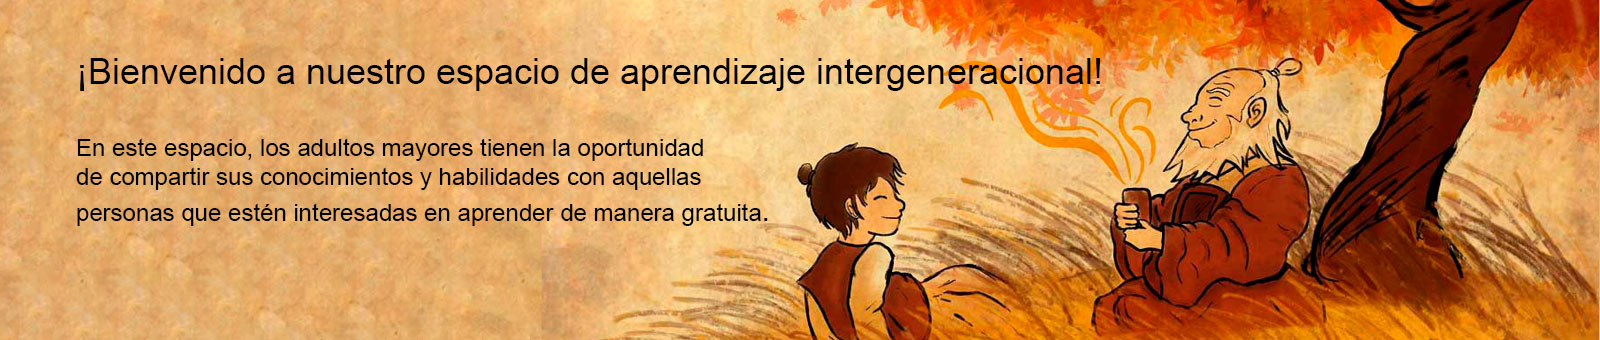 ¡Bienvenido a nuestro espacio de aprendizaje intergeneracional!
En este espacio, los adultos mayores tienen la oportunidad
de compartir sus conocimientos y habilidades con aquellas
personas que estén interesadas en aprender de manera gratuita.